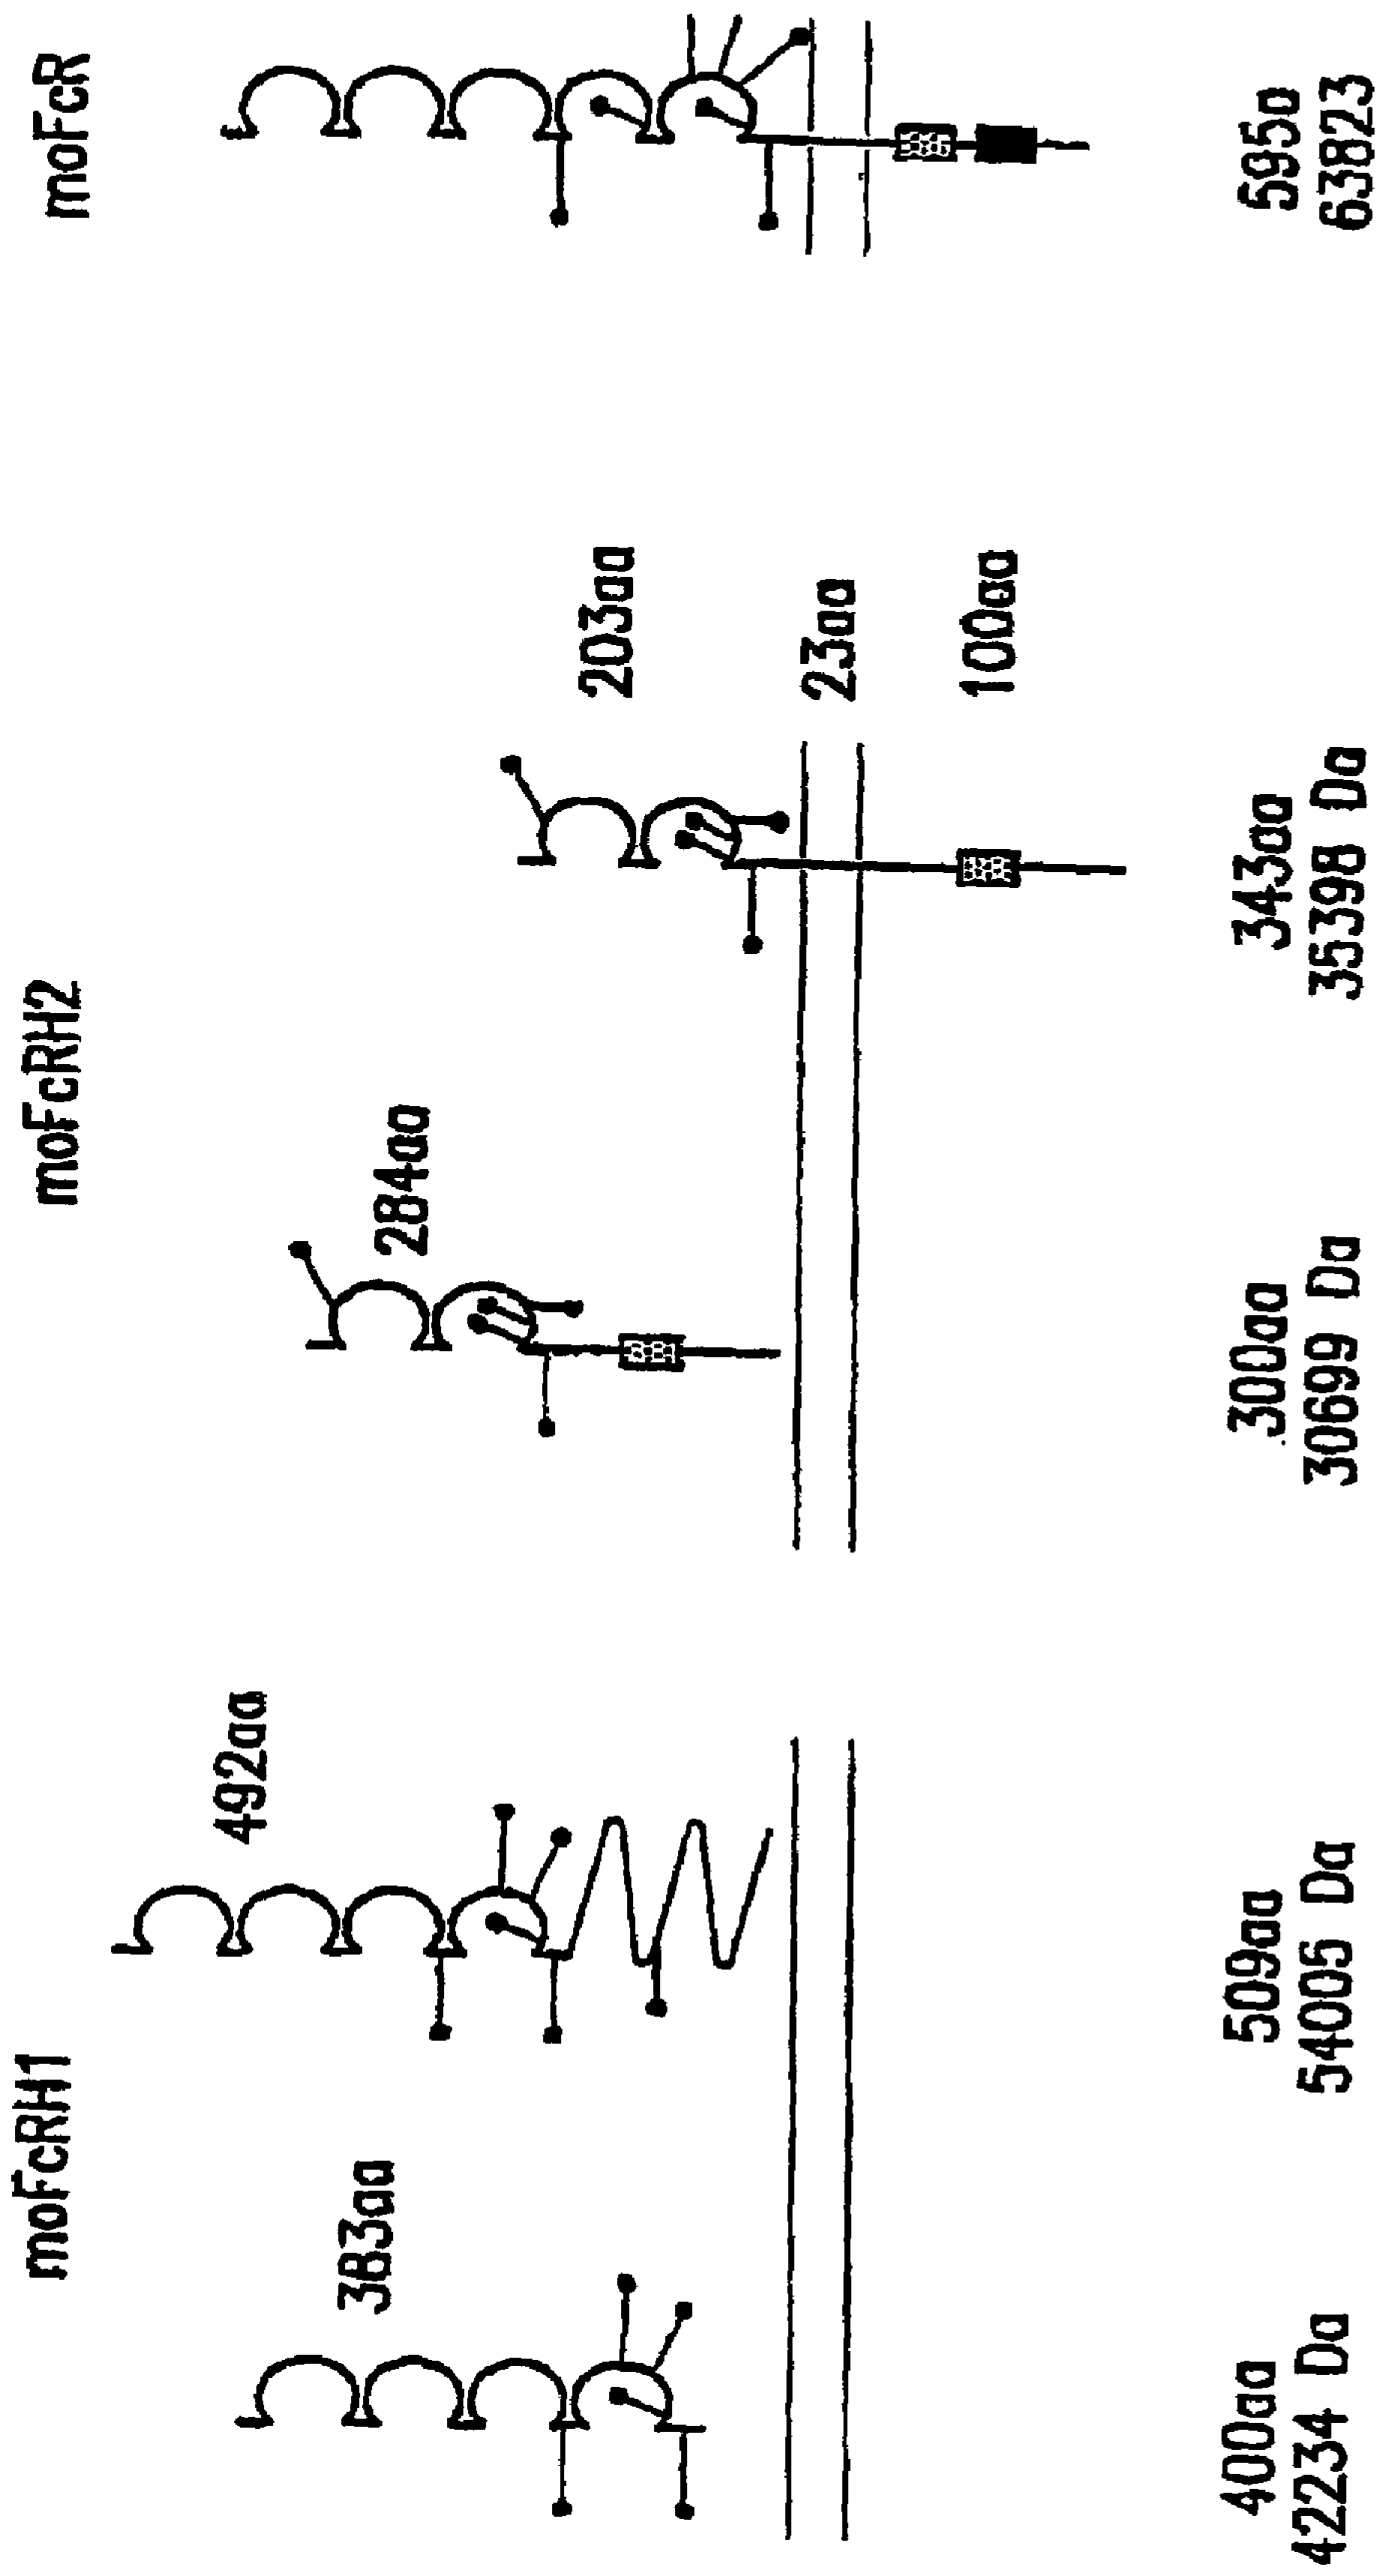 moFcRH1
moFcRH2
moFcR
383aa
492aa
284aa
203aa
23aa
100aa
400aa
42234 Da
509aa
54005 Da
300aa
30699 Da
343aa
35398 Da
595a
63823